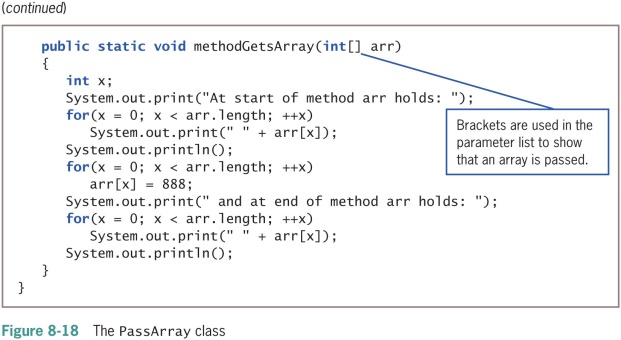 (continued)
public static void methodGetsArray(int[] arr)
{
int x;
System.out.print("At start of method arr holds: ");
for(x = 0; x < arr.length; ++x)
System.out.print(" " + arr[x]);
System.out.println();
for(x = 0; x < arr.length; ++x)
arr[x] = 888;
System.out.print(" and at end of method arr holds: ");
for(x = 0; x < arr.length; ++x)
System.out.print(" " + arr[x]);
System.out.println();
}
}
Brackets are used in the
parameter list to show
that an array is passed.
Figure 8-18 The PassArray class